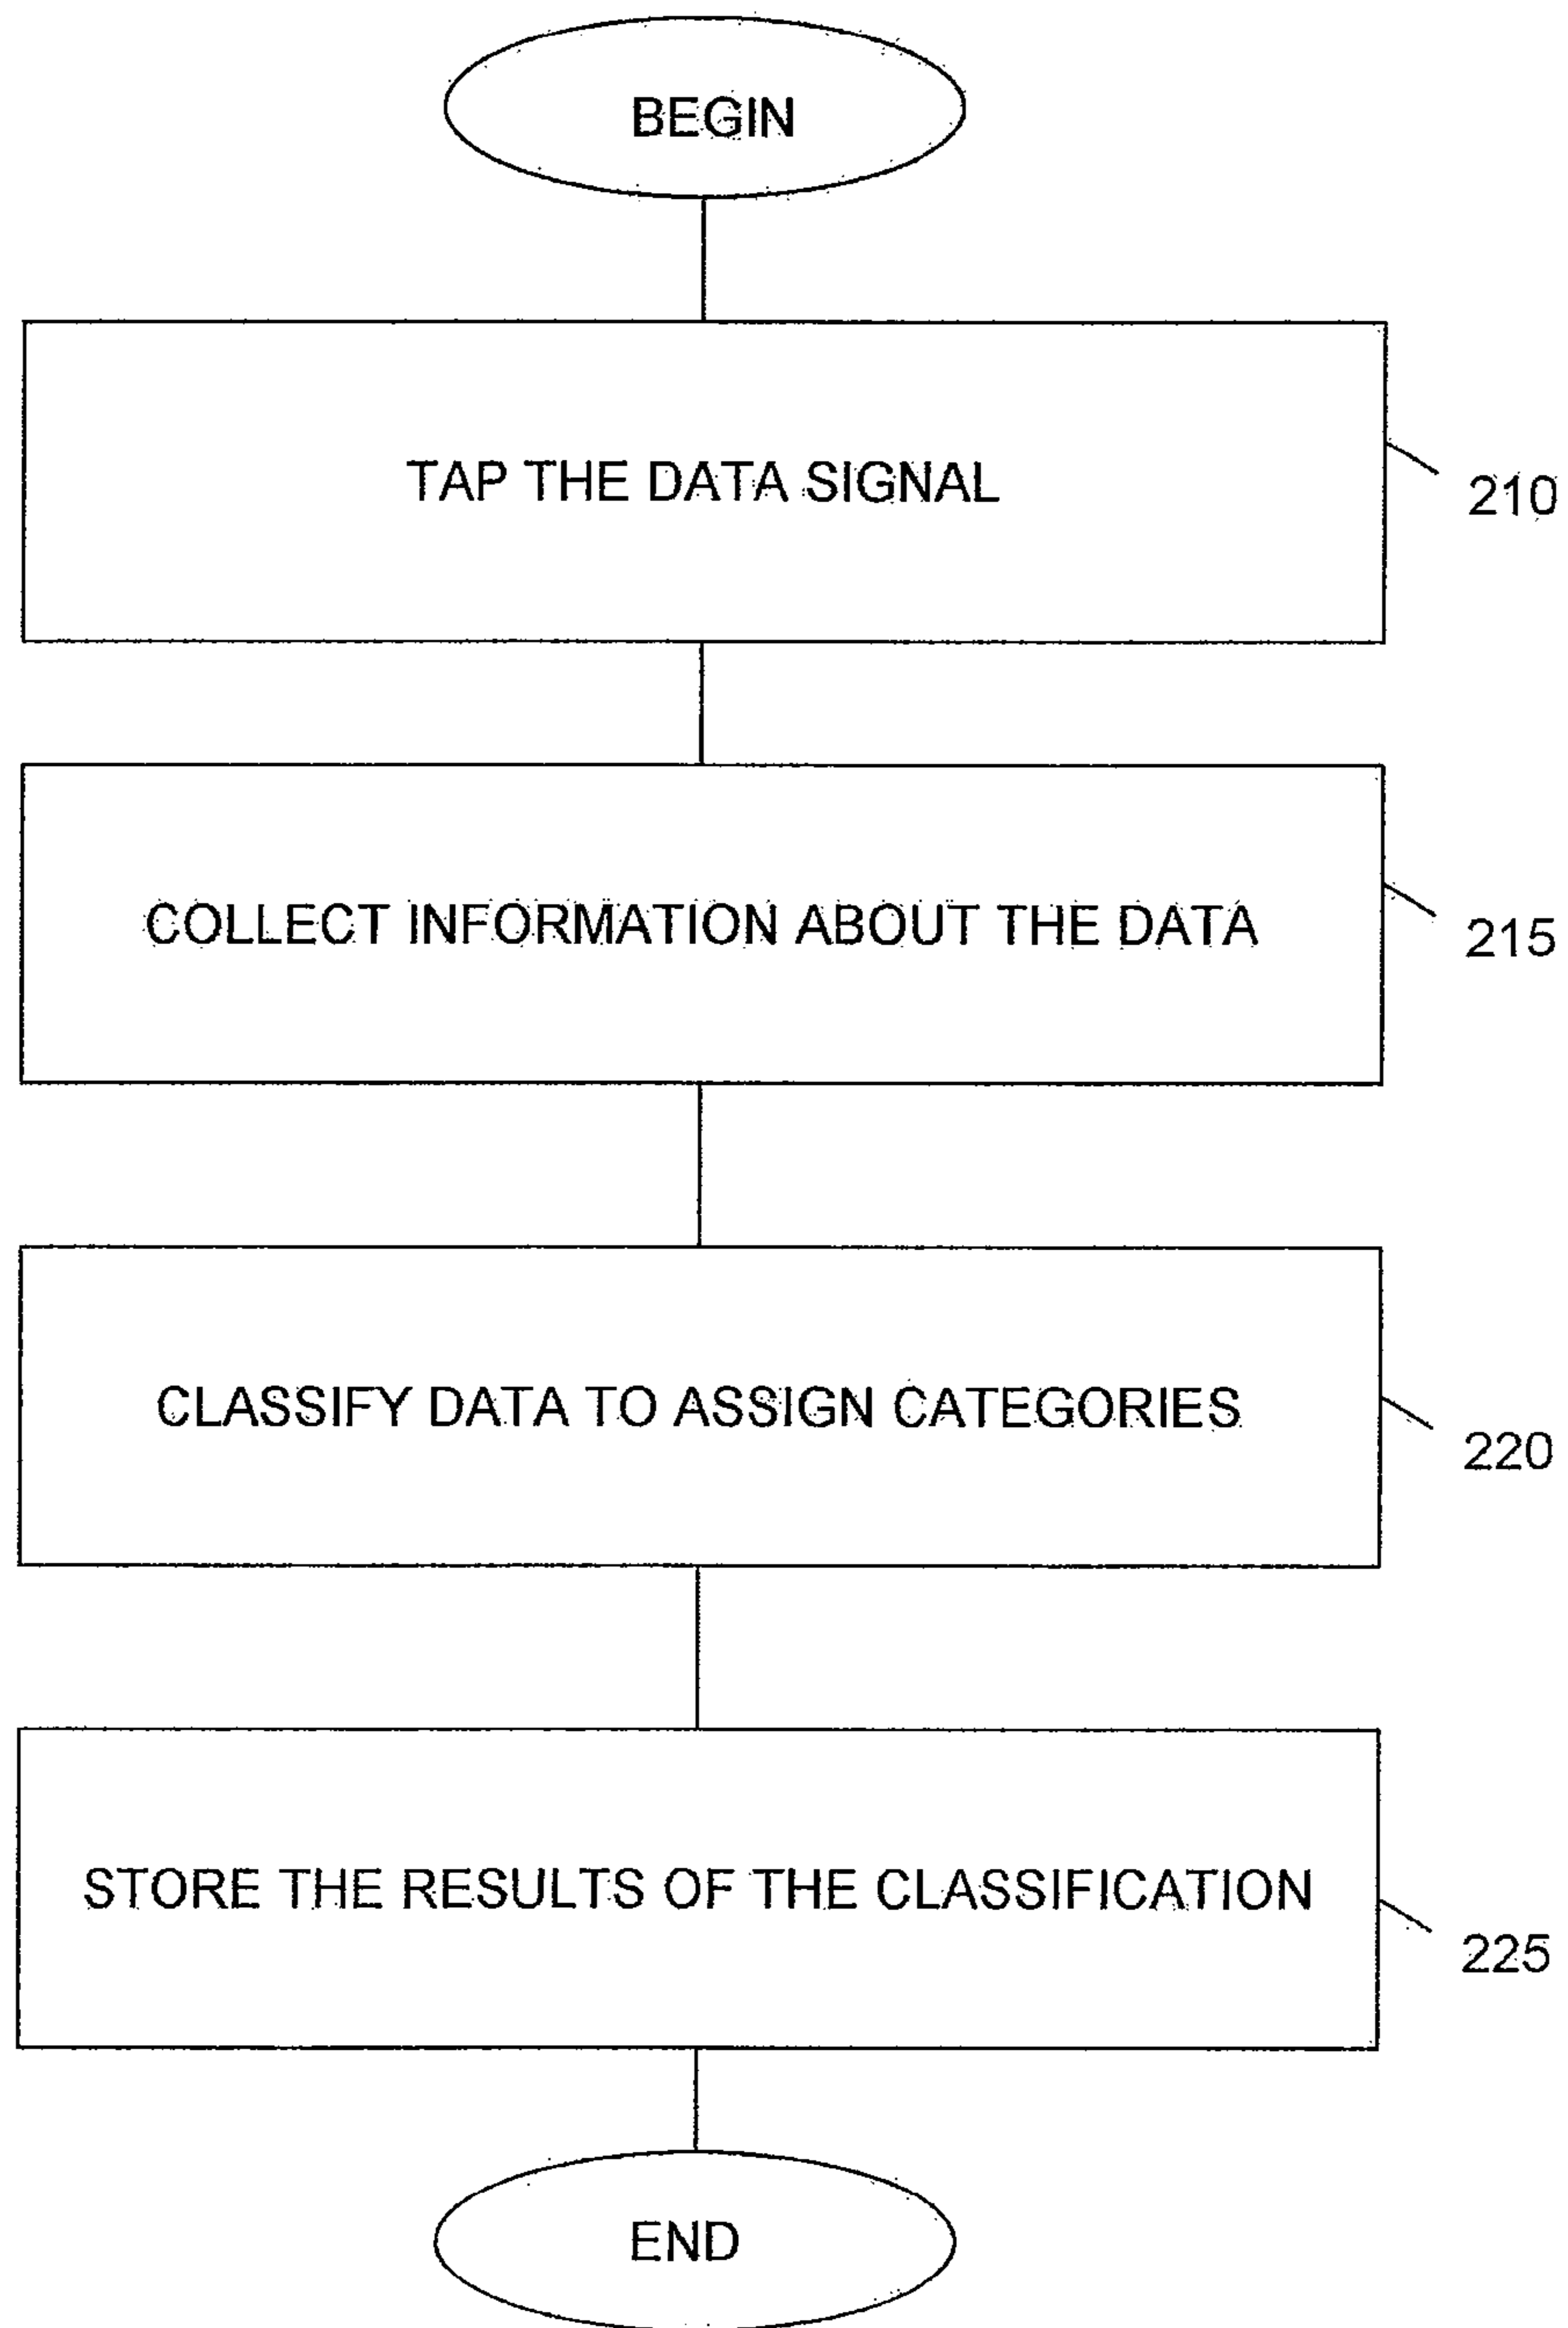 BEGIN
TAP THE DATA SIGNAL
210
COLLECT INFORMATION ABOUT THE DATA
215
CLASSIFY DATA TO ASSIGN CATEGORIES
220
STORE THE RESULTS OF THE CLASSIFICATION
225
END